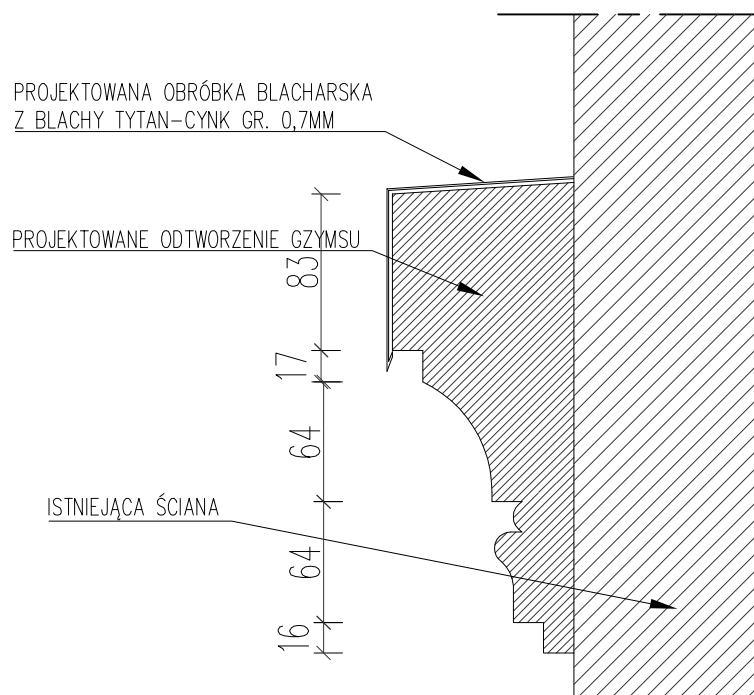 PROJEKTOWANA OBRÓBKA BLACHARSKA
Z BLACHY TYTAN-CYNK GR. 0,7MM
PROJEKTOWANE ODTWORZENIE GZYMSU
83
17
64
ISTNIEJĄCA ŚCIANA
64
16